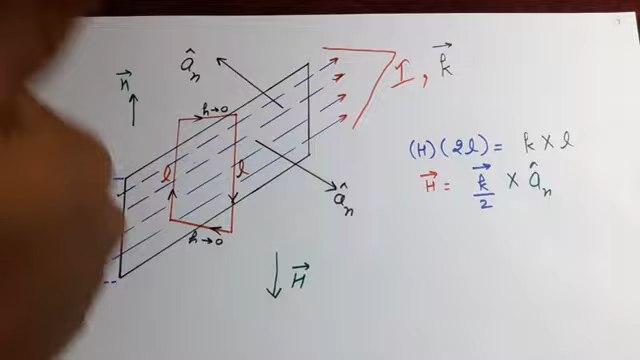 â_n
I, k⃗
H⃗
h→0
(H)(2l) = k × l
l
l
H⃗ = k⃗/2 × â_n
â_n
h→0
H⃗